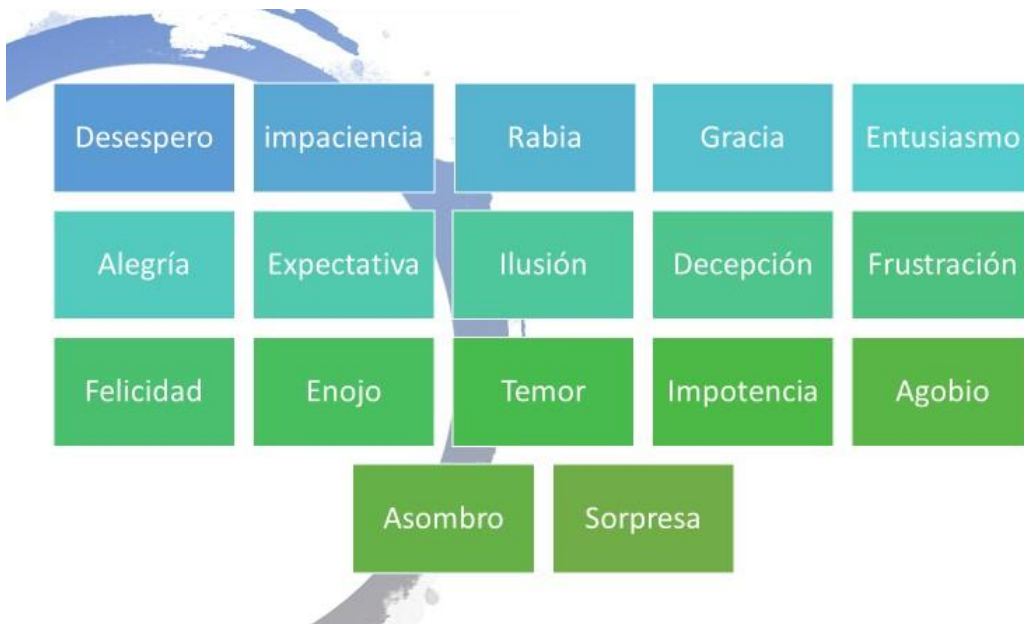 Desespero
impaciencia
Rabia
Gracia
Entusiasmo
Alegría
Expectativa
Ilusión
Decepción
Frustración
Felicidad
Enojo
Temor
Impotencia
Agobio
Asombro
Sorpresa